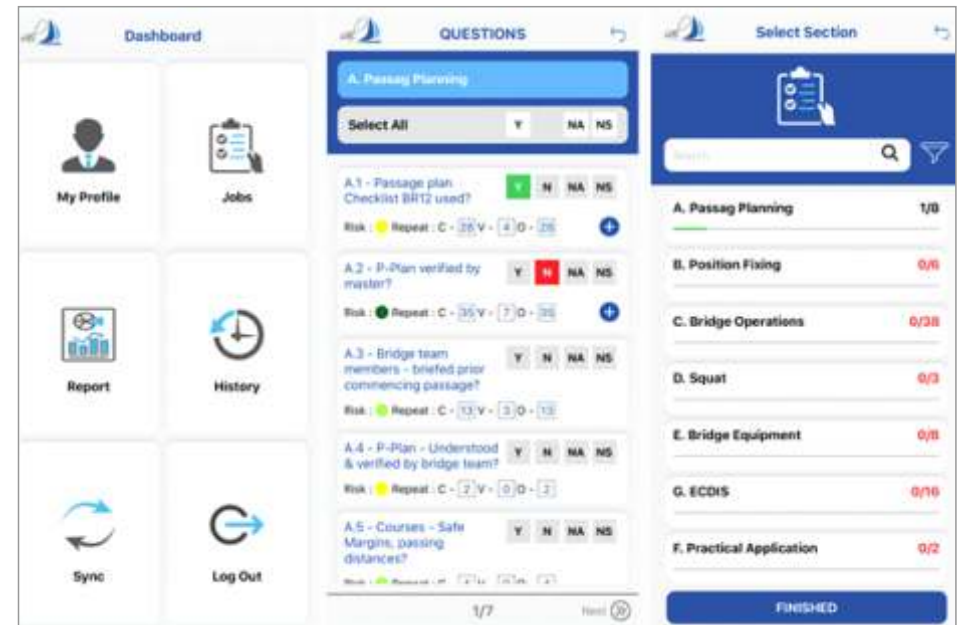 Dashboard
My Profile
Jobs
Report
History
Sync
Log Out
QUESTIONS
A. Passag Planning
Select All Y NA NS
A.1 - Passage plan
Checklist BR12 used?
Y N NA NS
Risk : Repeat : C - 26 V - 4 O - 26
A.2 - P-Plan verified by
master?
Y N NA NS
Risk : Repeat : C - 35 V - 7 O - 35
A.3 - Bridge team
members - briefed prior
commencing passage?
Y N NA NS
Risk : Repeat : C - 13 V - 3 O - 13
A.4 - P-Plan - Understood
& verified by bridge team?
Y N NA NS
Risk : Repeat : C - 2 V - 0 O - 2
A.5 - Courses - Safe
Margins, passing
distances?
Y N NA NS
1/7 Next
Select Section
Search
A. Passag Planning 1/8
B. Position Fixing 0/6
C. Bridge Operations 0/38
D. Squat 0/3
E. Bridge Equipment
G. ECDIS 0/16
F. Practical Application 0/2
FINISHED